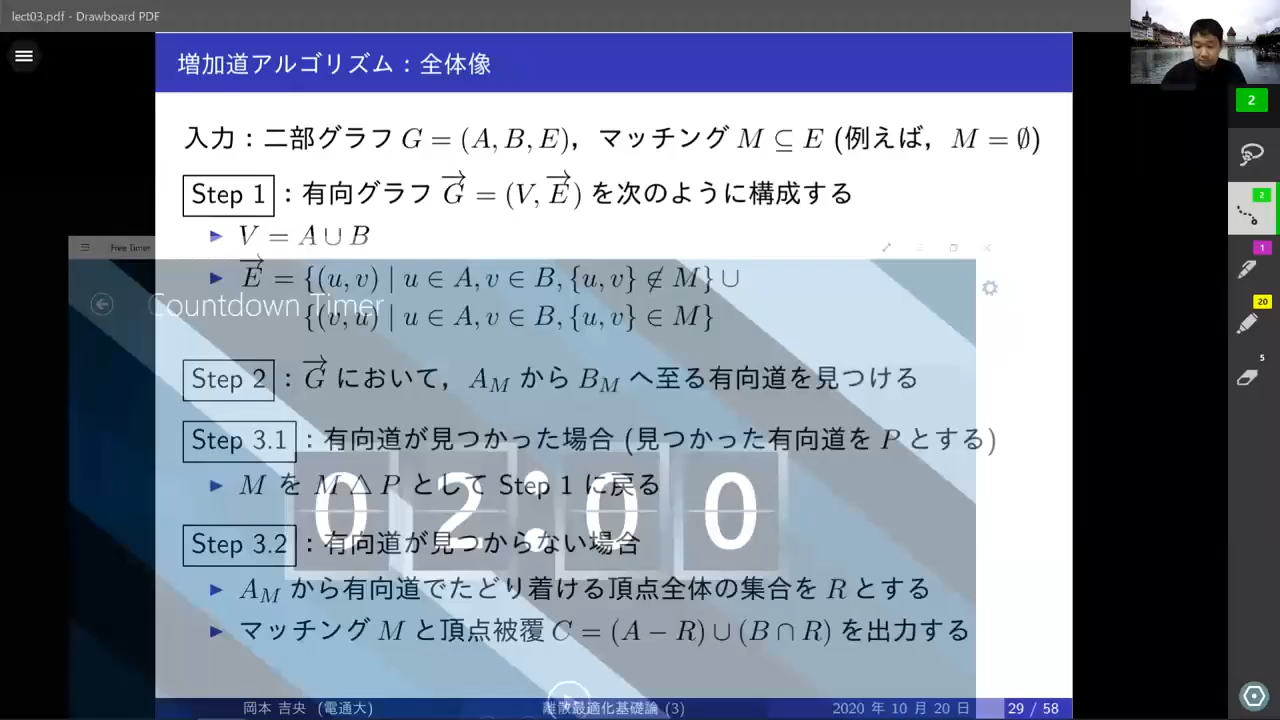 lect03.pdf - Drawboard PDF
増加道アルゴリズム : 全体像
入力 : 二部グラフ G = (A, B, E), マッチング M ⊆ E (例えば, M = ∅)
Step 1 : 有向グラフ G⃗ = (V, E⃗) を次のように構成する
▶ V = A ∪ B
Free Timer
▶ E⃗ = {(u, v) | u ∈ A, v ∈ B, {u, v} ∉ M} ∪
Countdown Timer
{(v, u) | u ∈ A, v ∈ B, {u, v} ∈ M}
Step 2 : G⃗ において, A_M から B_M へ至る有向道を見つける
Step 3.1 : 有向道が見つかった場合 (見つかった有向道を P とする)
▶ M を M △ P として Step 1 に戻る
02:00
Step 3.2 : 有向道が見つからない場合
▶ A_M から有向道でたどり着ける頂点全体の集合を R とする
▶ マッチング M と頂点被覆 C = (A − R) ∪ (B ∩ R) を出力する
岡本 吉央 (電通大) 離散最適化基礎論 (3) 2020 年 10 月 20 日 29 / 58
2
2
1
20
5